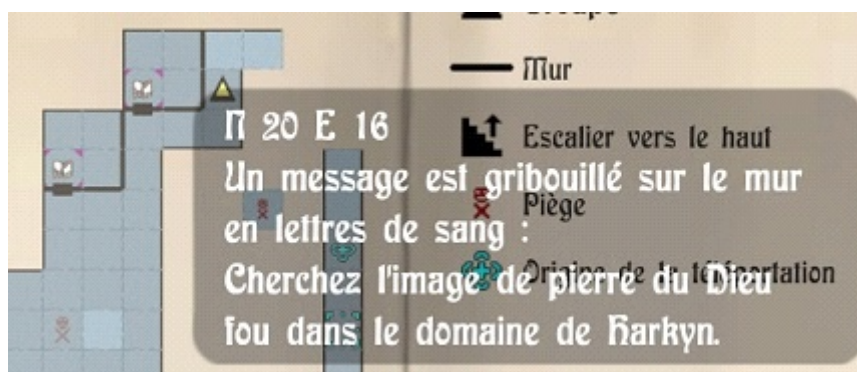 Groupe
Mur
Escalier vers le haut
Piège
Origine de la téléportation
N 20 E 16
Un message est gribouillé sur le mur
en lettres de sang :
Cherchez l'image de pierre du Dieu
fou dans le domaine de Harkyn.